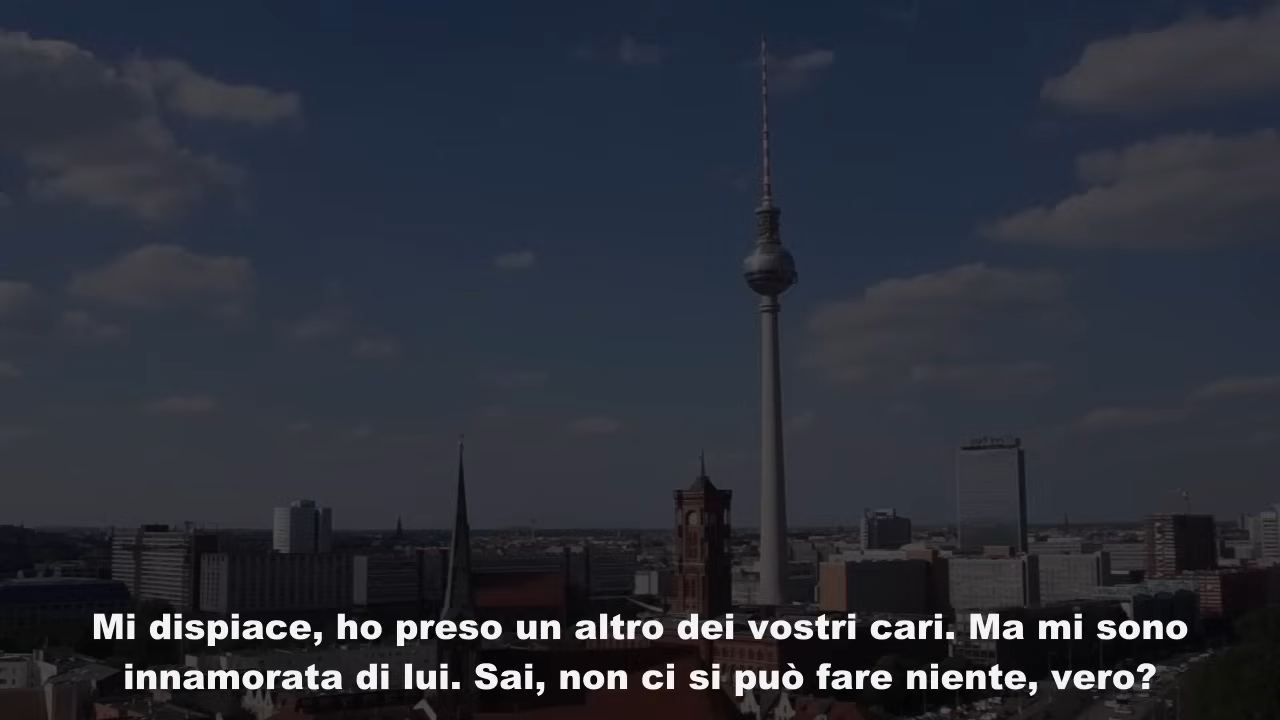 Mi dispiace, ho preso un altro dei vostri cari. Ma mi sono
innamorata di lui. Sai, non ci si può fare niente, vero?